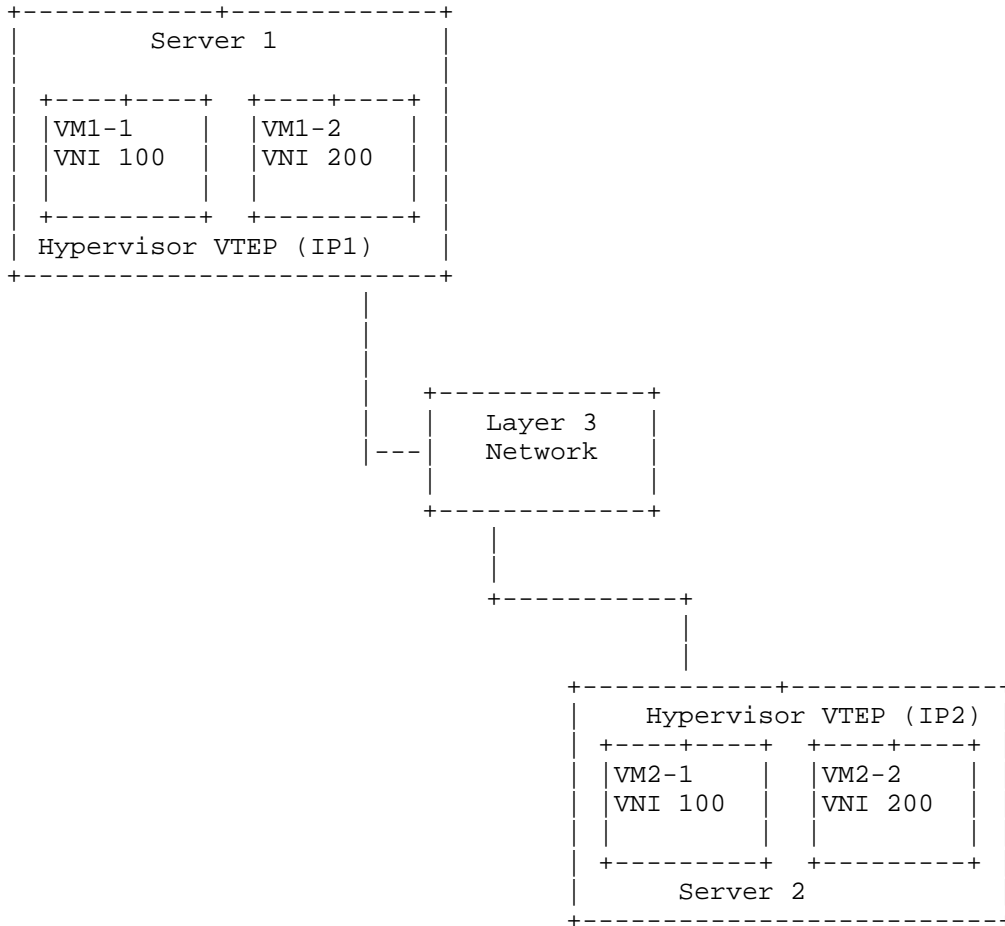 Server 1
VM1-1 VM1-2
VNI 100 VNI 200
Hypervisor VTEP (IP1)
Layer 3
Network
Hypervisor VTEP (IP2)
VM2-1 VM2-2
VNI 100 VNI 200
Server 2